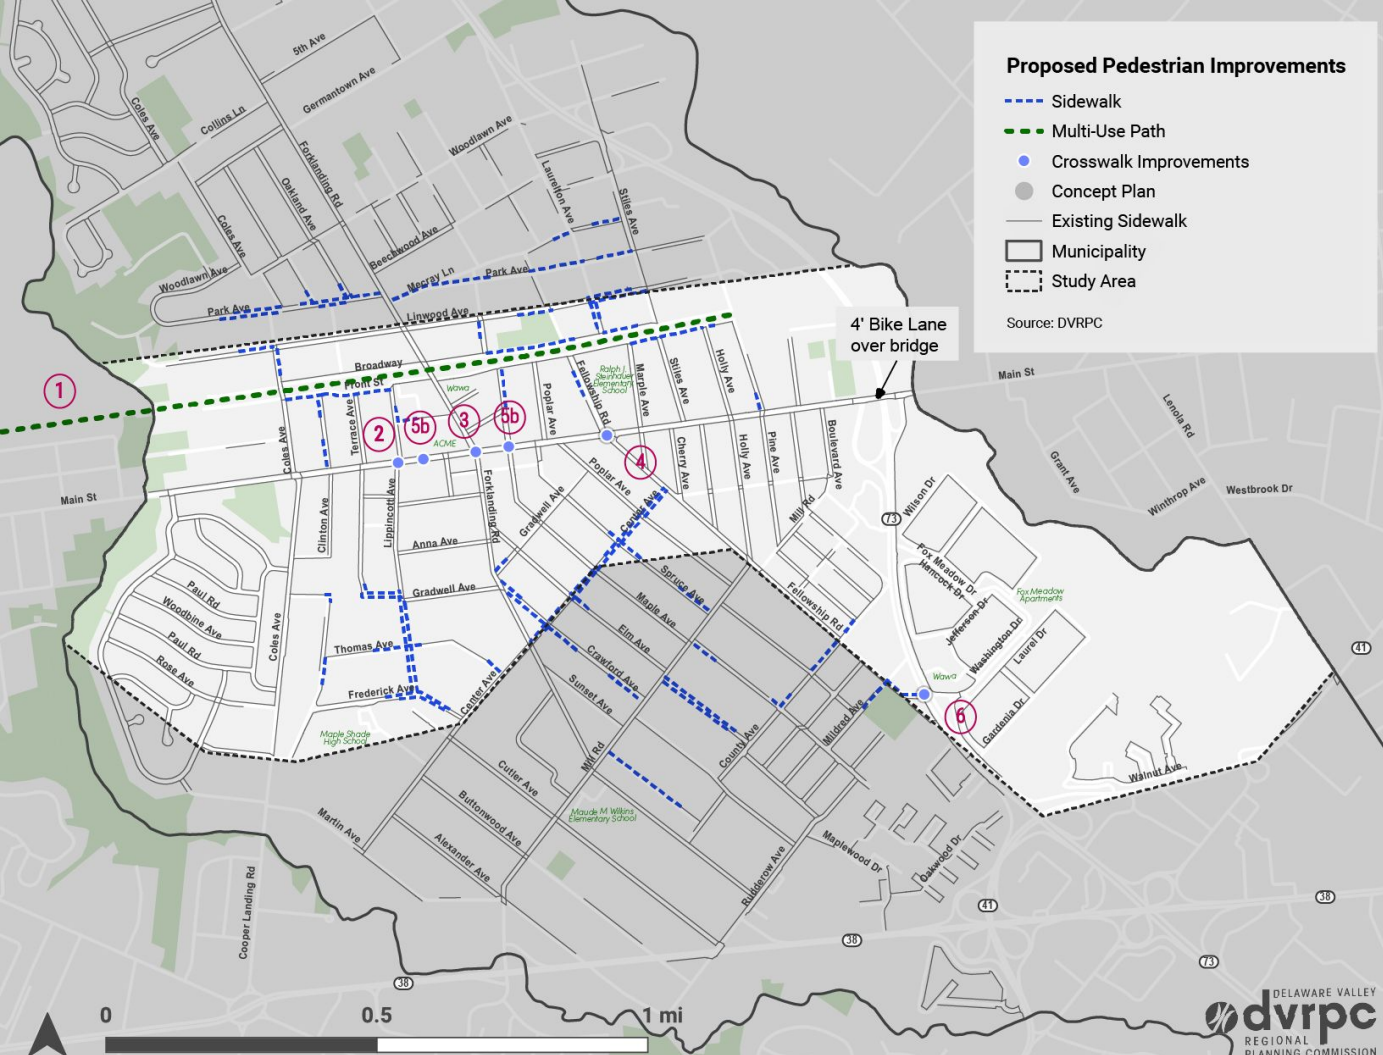 Proposed Pedestrian Improvements
Sidewalk
Multi-Use Path
Crosswalk Improvements
Concept Plan
Existing Sidewalk
Municipality
Study Area
Source: DVRPC
4' Bike Lane
over bridge
5th Ave
Germantown Ave
Coles Ave
Collins Ln
Forklanding Rd
Woodlawn Ave
Oakland Ave
Laurelton Ave
Stiles Ave
Coles Ave
Beechwood Ave
Woodlawn Ave
Mecray Ln
Park Ave
Park Ave
Linwood Ave
Broadway
Front St
Wawa
Ralph J.
Steinhauer
Elementary
School
Fellowship Rd
Marple Ave
Stiles Ave
Holly Ave
Poplar Ave
Terrace Ave
Coles Ave
ACME
1
2
5b
3
5b
4
6
Main St
Main St
Lenola Rd
Grant Ave
Winthrop Ave
Westbrook Dr
Cherry Ave
Holly Ave
Pine Ave
Boulevard Ave
Mill Rd
73
Wilson Dr
Poplar Ave
Center Ave
Gradwell Ave
Forklanding Rd
Lippincott Ave
Clinton Ave
Anna Ave
Gradwell Ave
Paul Rd
Woodbine Ave
Paul Rd
Rose Ave
Coles Ave
Thomas Ave
Frederick Ave
Center Ave
Maple Shade
High School
Fox Meadow Dr
Hancock Dr
Jefferson Dr
Washington Dr
Laurel Dr
Gardenia Dr
Fox Meadow
Apartments
Wawa
Walnut Ave
41
Spruce Ave
Maple Ave
Elm Ave
Crawford Ave
Sunset Ave
Fellowship Rd
Mildred Ave
County Ave
Mill Rd
Cutler Ave
Buttonwood Ave
Alexander Ave
Martin Ave
Maude M Wilkins
Elementary School
Rudderow Ave
Maplewood Dr
Oakwood Dr
Cooper Landing Rd
41
38
38
38
73
0
0.5
1 mi
DELAWARE VALLEY
dvrpc
REGIONAL
PLANNING COMMISSION